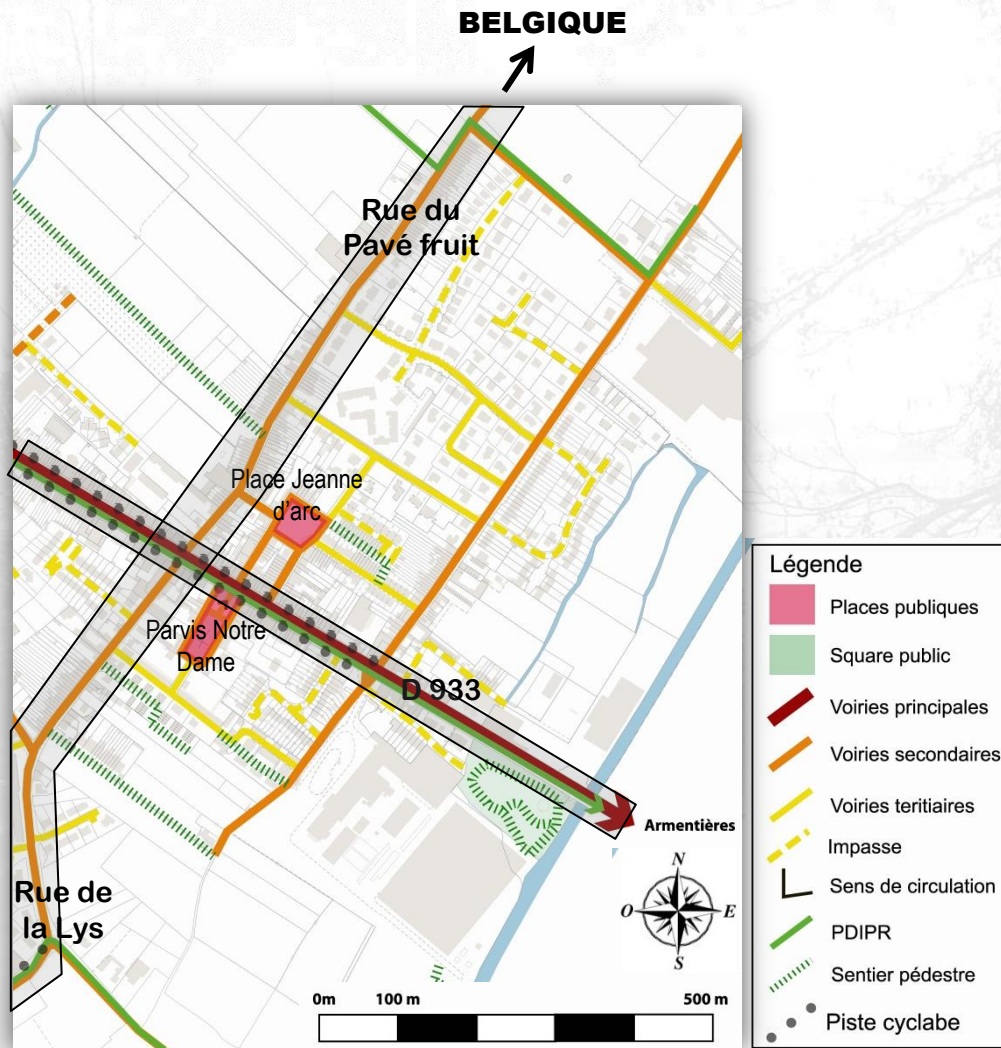 BELGIQUE
Rue du
Pavé fruit
Place Jeanne
d'arc
Parvis Notre
Dame
D 933
Armentières
Rue de
la Lys
N
O
E
S
0m
100 m
500 m
Légende
Places publiques
Square public
Voiries principales
Voiries secondaires
Voiries teritiaires
Impasse
Sens de circulation
PDIPR
Sentier pédestre
Piste cyclabe